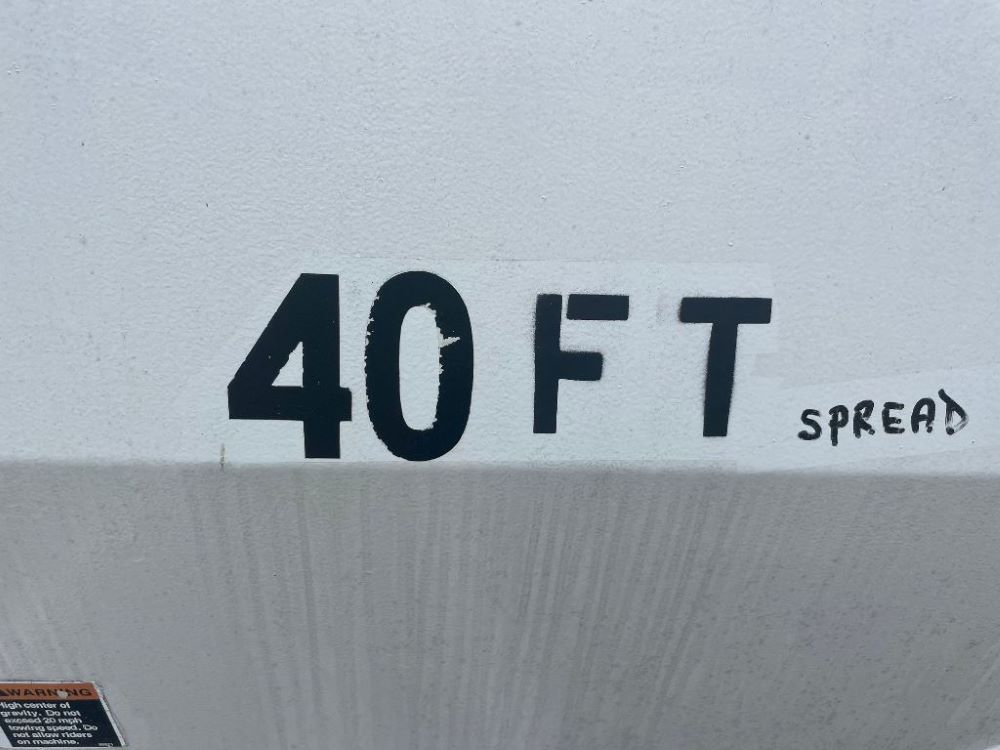 40 FT SPREAD
WARNING
High center of
gravity. Do not
exceed 20 mph
towing speed. Do
not allow riders
on machine.